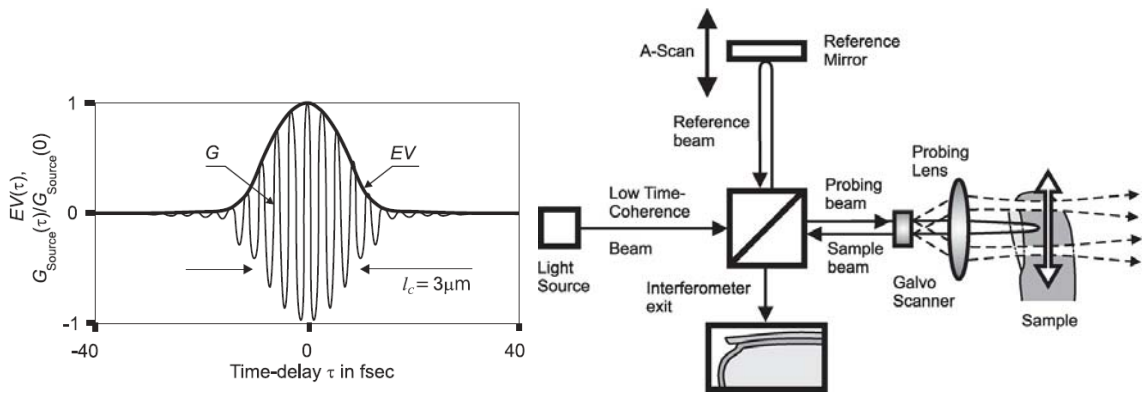 EV(τ),
G_Source(τ)/G_Source(0)
1
0
-1
G
EV
l_c = 3µm
-40
0
40
Time-delay τ in fsec
A-Scan
Reference
Mirror
Reference
beam
Probing
Lens
Low Time-
Coherence
Beam
Probing
beam
Sample
beam
Light
Source
Interferometer
exit
Galvo
Scanner
Sample